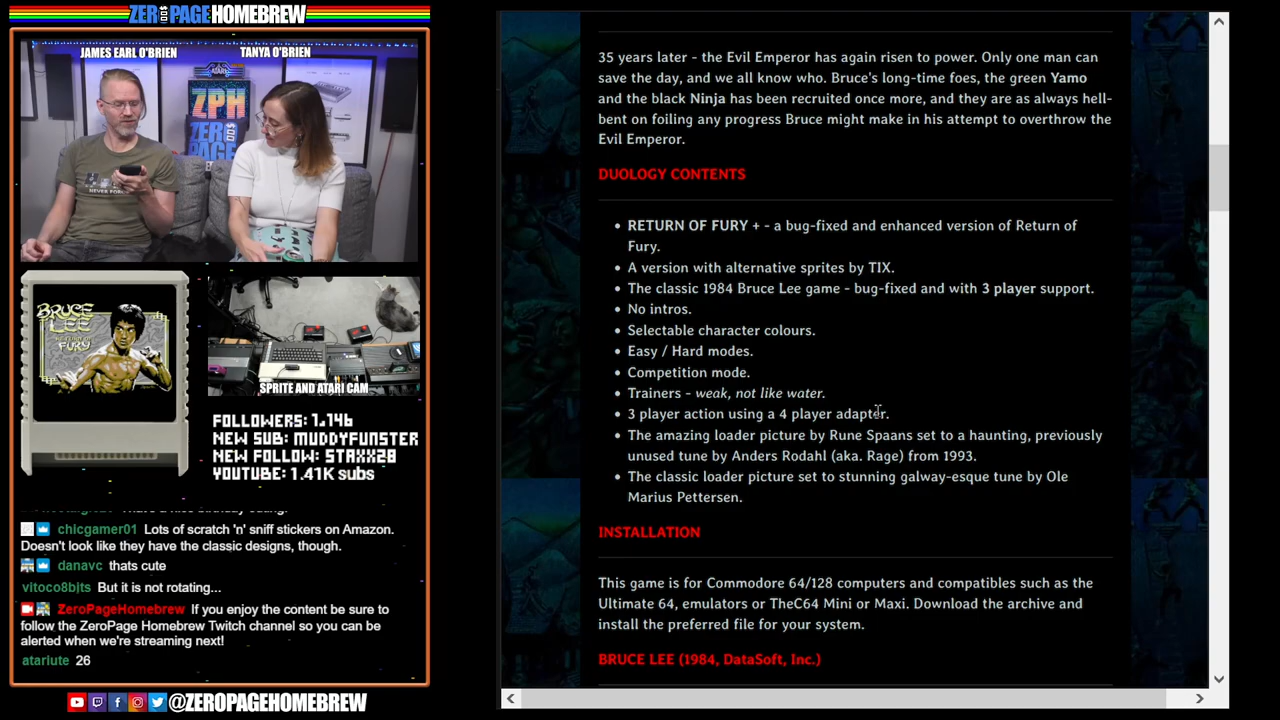 ZEROPAGE HOMEBREW
JAMES EARL O'BRIEN
TANYA O'BRIEN
ATARI
ZPH
ZERO
PAGE
NEVER FORGET
BRUCE
LEE
RETURN OF
FURY
SPRITE AND ATARI CAM
FOLLOWERS: 1,146
NEW SUB: MUDDYFUNSTER
NEW FOLLOW: STAXX28
YOUTUBE: 1.41K subs
chicgamer01 Lots of scratch 'n' sniff stickers on Amazon.
Doesn't look like they have the classic designs, though.
danavc thats cute
vitoco8bits But it is not rotating...
ZeroPageHomebrew If you enjoy the content be sure to
follow the ZeroPage Homebrew Twitch channel so you can be
alerted when we're streaming next!
atariute 26
@ZEROPAGEHOMEBREW
35 years later - the Evil Emperor has again risen to power. Only one man can
save the day, and we all know who. Bruce's long-time foes, the green Yamo
and the black Ninja has been recruited once more, and they are as always hell-
bent on foiling any progress Bruce might make in his attempt to overthrow the
Evil Emperor.
DUOLOGY CONTENTS
• RETURN OF FURY + - a bug-fixed and enhanced version of Return of
Fury.
• A version with alternative sprites by TIX.
• The classic 1984 Bruce Lee game - bug-fixed and with 3 player support.
• No intros.
• Selectable character colours.
• Easy / Hard modes.
• Competition mode.
• Trainers - weak, not like water.
• 3 player action using a 4 player adapter.
• The amazing loader picture by Rune Spaans set to a haunting, previously
unused tune by Anders Rodahl (aka. Rage) from 1993.
• The classic loader picture set to stunning galway-esque tune by Ole
Marius Pettersen.
INSTALLATION
This game is for Commodore 64/128 computers and compatibles such as the
Ultimate 64, emulators or TheC64 Mini or Maxi. Download the archive and
install the preferred file for your system.
BRUCE LEE (1984, DataSoft, Inc.)